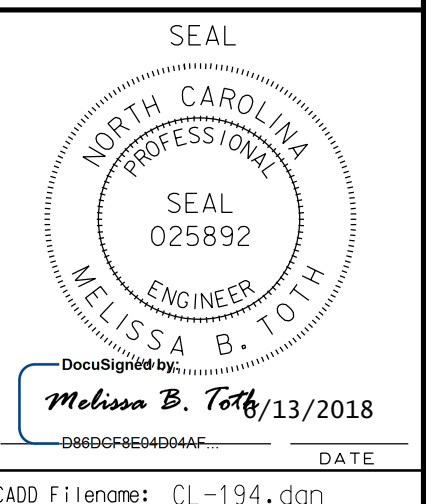 SEAL
NORTH CAROLINA
PROFESSIONAL
SEAL
025892
ENGINEER
MELISSA B. TOTH
DocuSigned by:
Melissa B. Toth
6/13/2018
D86DCF8E04D04AF...
DATE
CADD Filename: CL-194.dgn